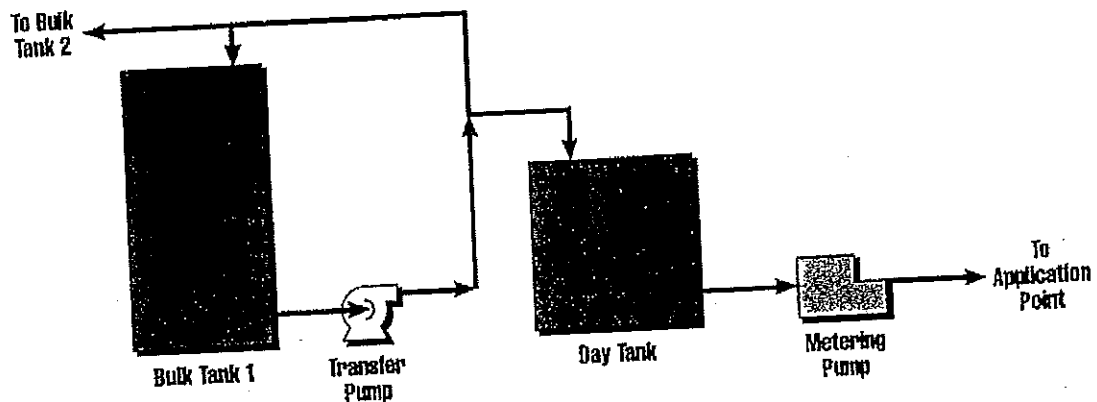 To Bulk
Tank 2
Bulk Tank 1
Transfer
Pump
Day Tank
Metering
Pump
To
Application
Point